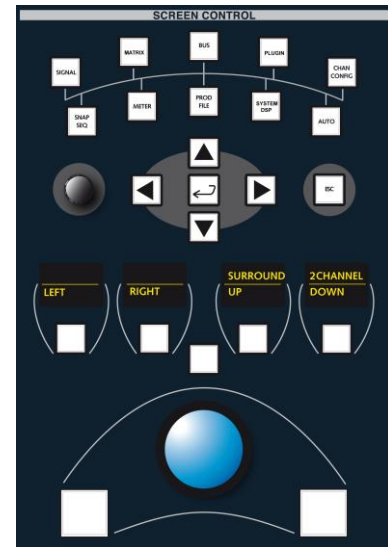 SCREEN CONTROL
SIGNAL
MATRIX
BUS
PLUGIN
CHAN
CONFIG
SNAP
SEQ
METER
PROD
FILE
SYSTEM
DSP
AUTO
ESC
LEFT
RIGHT
SURROUND
UP
2CHANNEL
DOWN